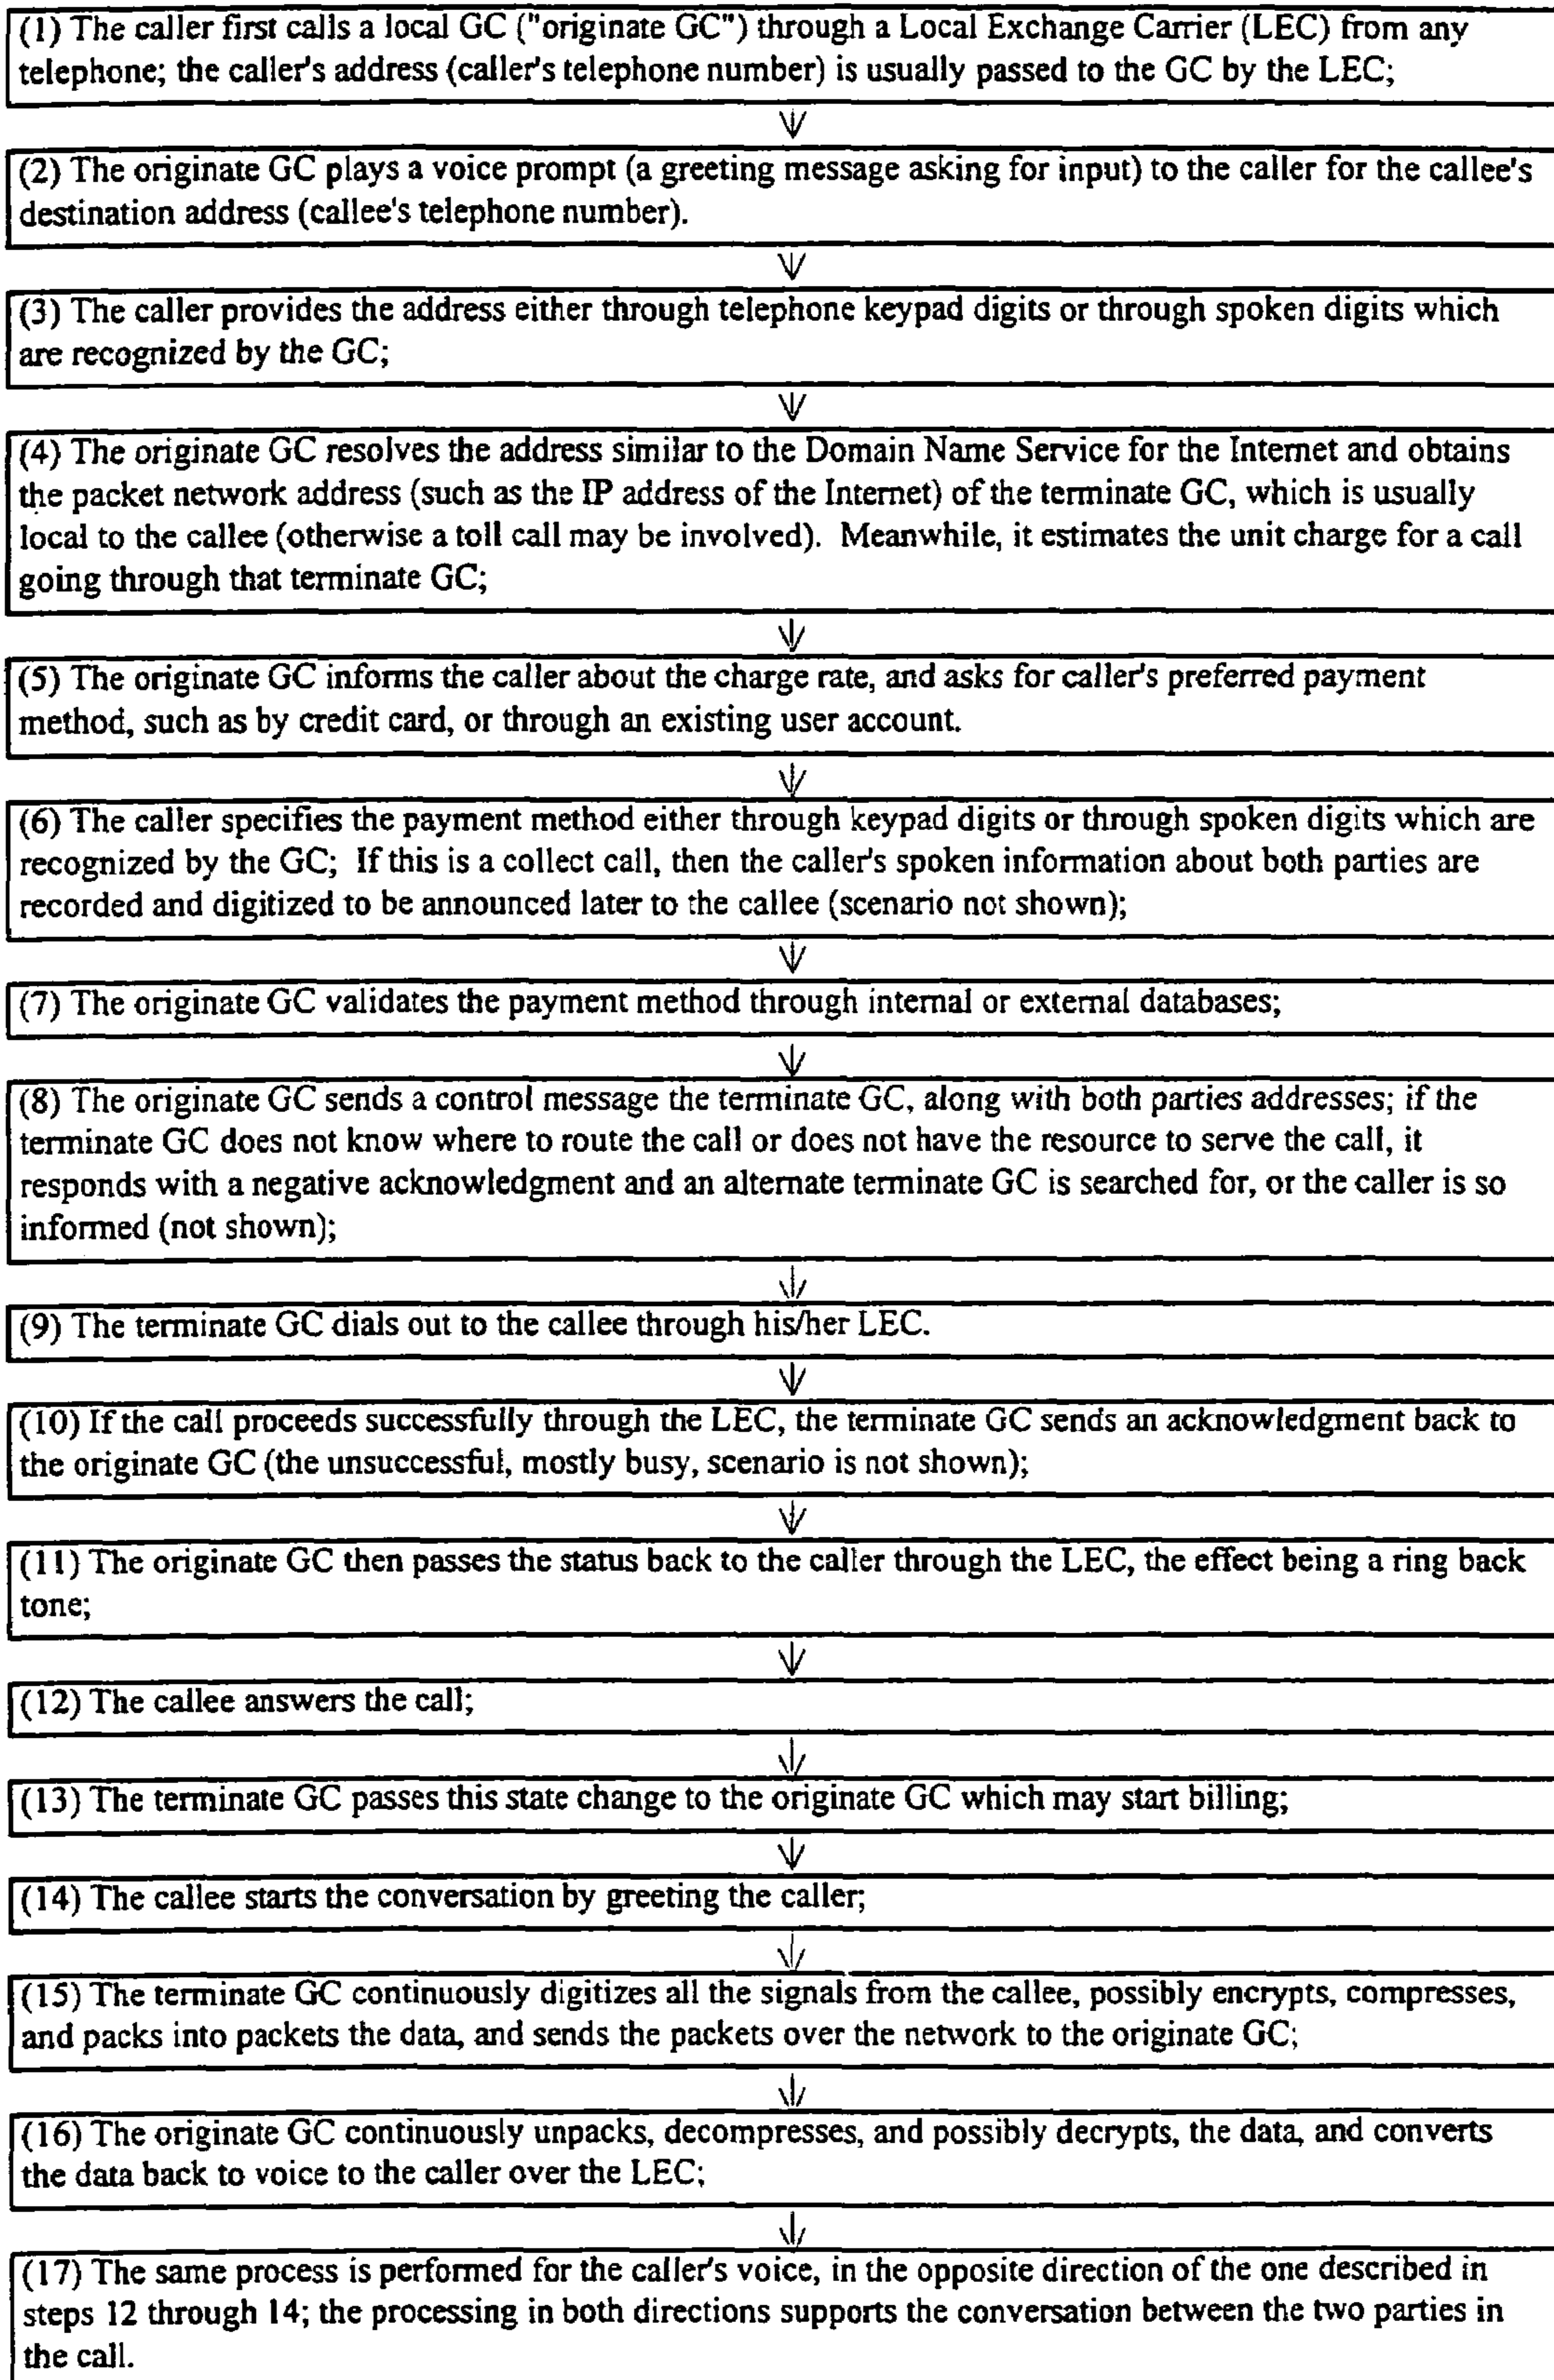 (1) The caller first calls a local GC ("originate GC") through a Local Exchange Carrier (LEC) from any
telephone; the caller's address (caller's telephone number) is usually passed to the GC by the LEC;
(2) The originate GC plays a voice prompt (a greeting message asking for input) to the caller for the callee's
destination address (callee's telephone number).
(3) The caller provides the address either through telephone keypad digits or through spoken digits which
are recognized by the GC;
(4) The originate GC resolves the address similar to the Domain Name Service for the Internet and obtains
the packet network address (such as the IP address of the Internet) of the terminate GC, which is usually
local to the callee (otherwise a toll call may be involved). Meanwhile, it estimates the unit charge for a call
going through that terminate GC;
(5) The originate GC informs the caller about the charge rate, and asks for caller's preferred payment
method, such as by credit card, or through an existing user account.
(6) The caller specifies the payment method either through keypad digits or through spoken digits which are
recognized by the GC; If this is a collect call, then the caller's spoken information about both parties are
recorded and digitized to be announced later to the callee (scenario not shown);
(7) The originate GC validates the payment method through internal or external databases;
(8) The originate GC sends a control message the terminate GC, along with both parties addresses; if the
terminate GC does not know where to route the call or does not have the resource to serve the call, it
responds with a negative acknowledgment and an alternate terminate GC is searched for, or the caller is so
informed (not shown);
(9) The terminate GC dials out to the callee through his/her LEC.
(10) If the call proceeds successfully through the LEC, the terminate GC sends an acknowledgment back to
the originate GC (the unsuccessful, mostly busy, scenario is not shown);
(11) The originate GC then passes the status back to the caller through the LEC, the effect being a ring back
tone;
(12) The callee answers the call;
(13) The terminate GC passes this state change to the originate GC which may start billing;
(14) The callee starts the conversation by greeting the caller;
(15) The terminate GC continuously digitizes all the signals from the callee, possibly encrypts, compresses,
and packs into packets the data, and sends the packets over the network to the originate GC;
(16) The originate GC continuously unpacks, decompresses, and possibly decrypts, the data, and converts
the data back to voice to the caller over the LEC;
(17) The same process is performed for the caller's voice, in the opposite direction of the one described in
steps 12 through 14; the processing in both directions supports the conversation between the two parties in
the call.